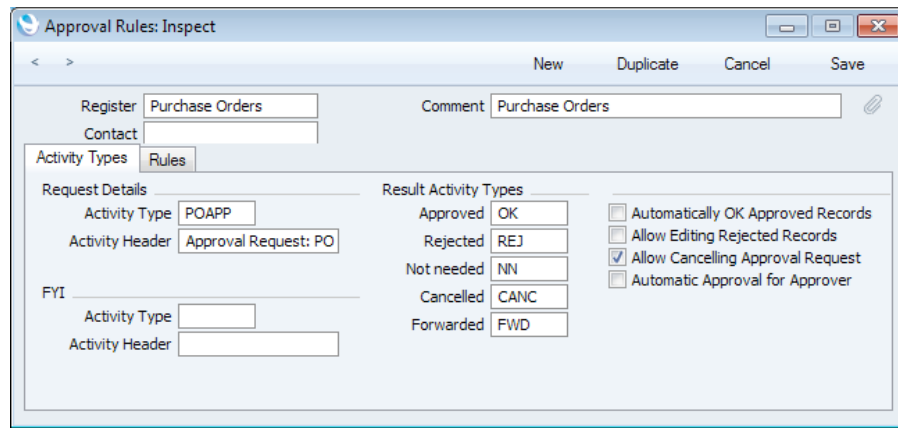 Approval Rules: Inspect
< > New Duplicate Cancel Save
Register Purchase Orders Comment Purchase Orders
Contact
Activity Types Rules
Request Details
Activity Type POAPP
Activity Header Approval Request: PO
FYI
Activity Type
Activity Header
Result Activity Types
Approved OK
Rejected REJ
Not needed NN
Cancelled CANC
Forwarded FWD
Automatically OK Approved Records
Allow Editing Rejected Records
Allow Cancelling Approval Request
Automatic Approval for Approver